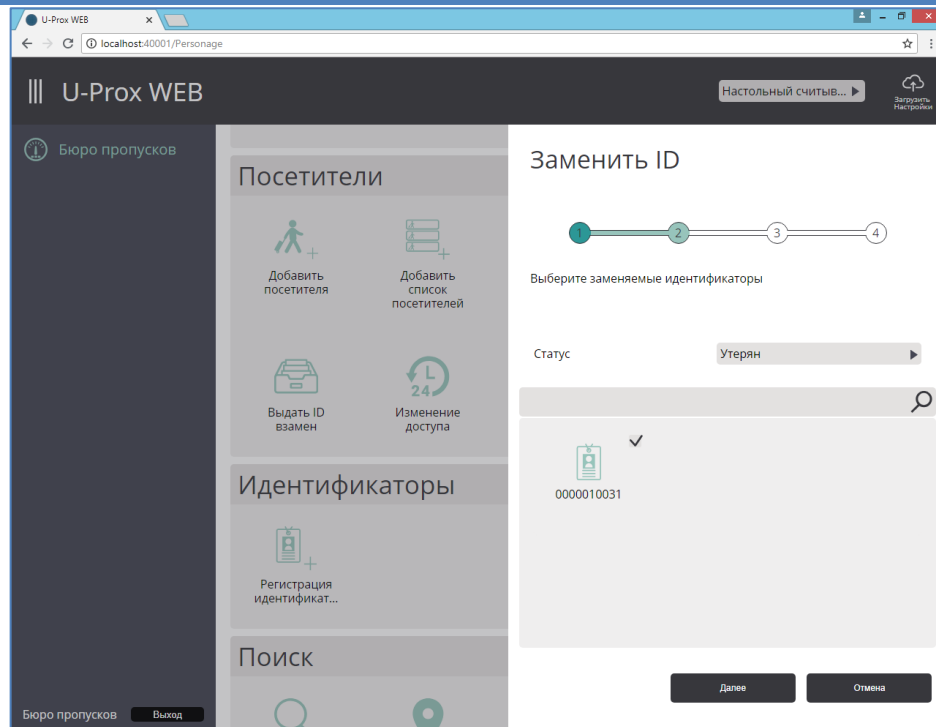 U-Prox WEB
localhost:40001/Personage
U-Prox WEB
Настольный считыв...
Загрузить
Настройки
Бюро пропусков
Посетители
Добавить
посетителя
Добавить
список
посетителей
Выдать ID
взамен
24
Изменение
доступа
Идентификаторы
Регистрация
идентификат...
Поиск
Бюро пропусков
Выход
Заменить ID
1 2 3 4
Выберите заменяемые идентификаторы
Статус
Утерян
0000010031
Далее
Отмена